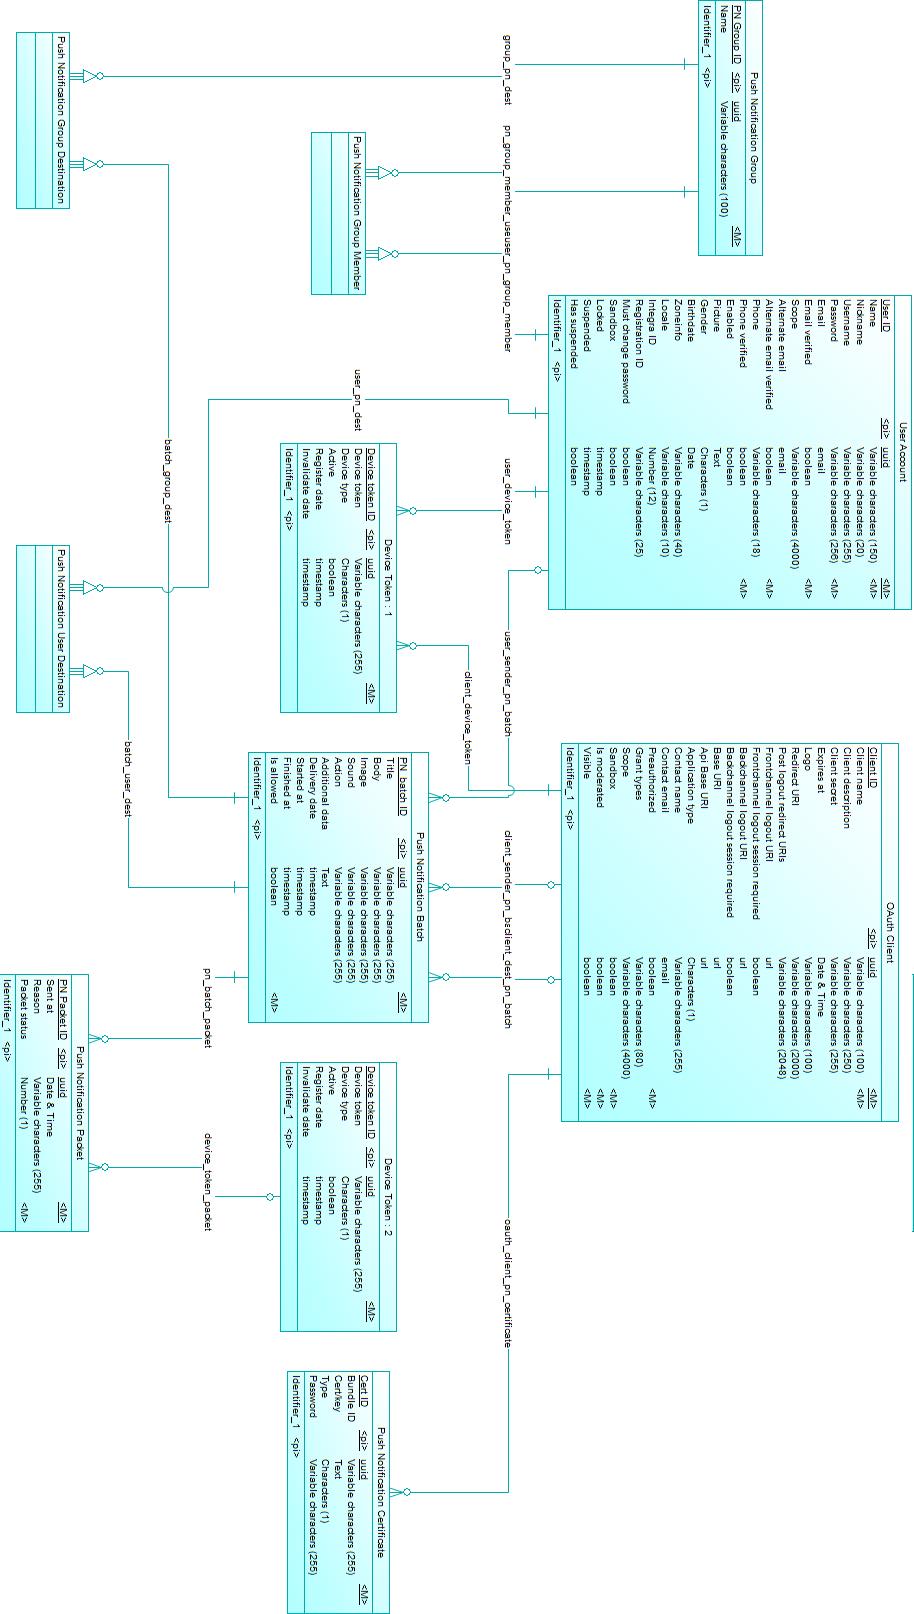 Push Notification Group
PN Group ID <pi> uuid <M>
Name Variable characters (100)
Identifier_1 <pi>
User Account
User ID <pi> uuid <M>
Name Variable characters (150) <M>
Nickname Variable characters (20)
Username Variable characters (255)
Password Variable characters (256)
Email email
Email verified boolean <M>
Scope Variable characters (4000)
Alternate email email
Alternate email verified boolean <M>
Phone Variable characters (18)
Phone verified boolean <M>
Enabled boolean
Picture Text
Gender Characters (1)
Birthdate Date
Zoneinfo Variable characters (40)
Locale Variable characters (10)
Integra ID Number (12)
Registration ID Variable characters (25)
Must change password boolean
Sandbox boolean
Locked timestamp
Suspended timestamp
Has suspended boolean
Identifier_1 <pi>
OAuth Client
Client ID <pi> uuid <M>
Client name Variable characters (100) <M>
Client description Variable characters (250)
Client secret Variable characters (255)
Expires at Date & Time
Logo Variable characters (100)
Redirect URI Variable characters (2000)
Post logout redirect URIs Variable characters (2048)
Frontchannel logout URI url
Frontchannel logout session required boolean
Backchannel logout URI url
Backchannel logout session required boolean
Base URI url
Api Base URI url
Application type Characters (1)
Contact name Variable characters (255)
Contact email email
Preauthorized boolean <M>
Grant types Variable characters (80)
Scope Variable characters (4000)
Sandbox boolean <M>
Is moderated boolean <M>
Visible boolean <M>
Identifier_1 <pi>
group_pn_dest
pn_group_member_use
user_pn_group_member
user_device_token
user_sender_pn_batch
client_sender_pn_bs
client_dest_pn_batch
oauth_client_pn_certificate
client_device_token
user_pn_dest
Push Notification Group Member
Device Token : 1
Device token ID <pi> uuid <M>
Device token Variable characters (255)
Device type Characters (1)
Active boolean
Register date timestamp
Invalidate date timestamp
Identifier_1 <pi>
Push Notification Batch
PN batch ID <pi> uuid <M>
Title Variable characters (255)
Body Variable characters (255)
Image Variable characters (255)
Sound Variable characters (255)
Action Variable characters (255)
Additional data Text
Delivery date timestamp
Started at timestamp
Finished at timestamp
Is allowed boolean <M>
Identifier_1 <pi>
Device Token : 2
Device token ID <pi> uuid <M>
Device token Variable characters (255)
Device type Characters (1)
Active boolean
Register date timestamp
Invalidate date timestamp
Identifier_1 <pi>
Push Notification Certificate
Cert ID <pi> uuid <M>
Bundle ID Variable characters (255)
Cert/key Text
Type Characters (1)
Password Variable characters (255)
Identifier_1 <pi>
pn_batch_packet
device_token_packet
batch_group_dest
batch_user_dest
Push Notification Group Destination
Push Notification User Destination
Push Notification Packet
PN Packet ID <pi> uuid <M>
Sent at Date & Time
Reason Variable characters (255)
Packet status Number (1) <M>
Identifier_1 <pi>